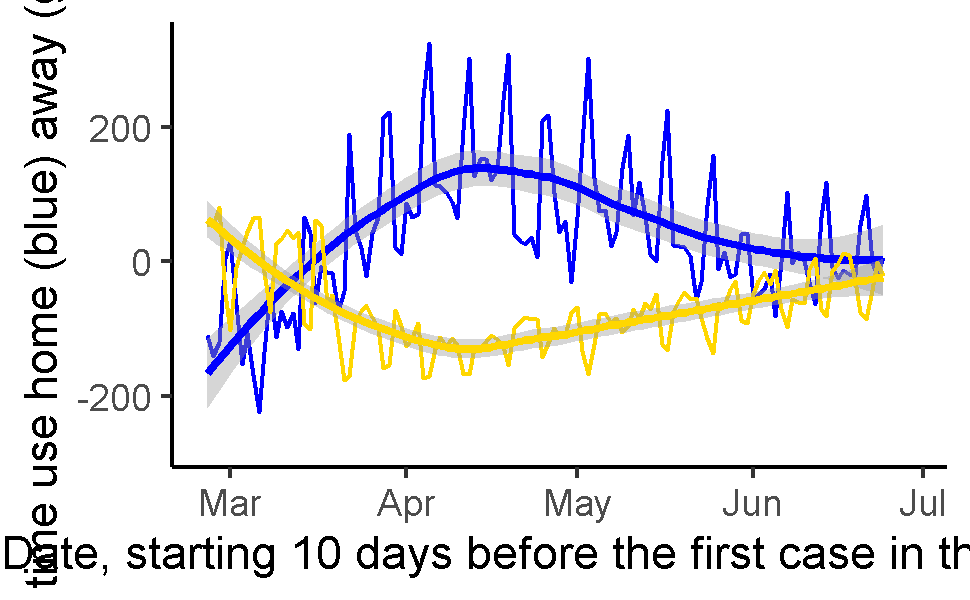 time use home (blue) away (
200
0
-200
Mar Apr May Jun Jul
Date, starting 10 days before the first case in th